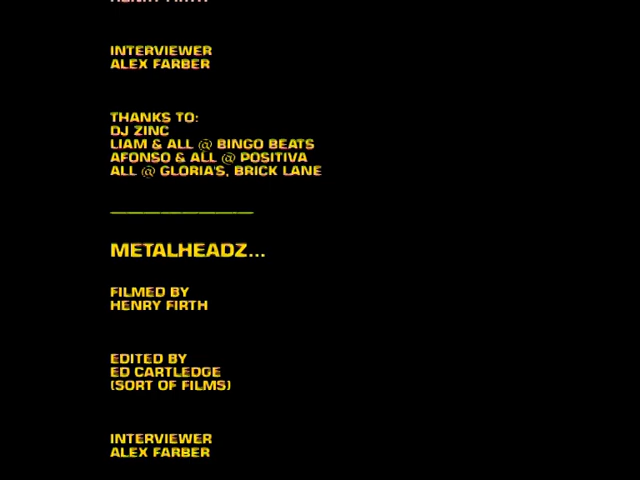 INTERVIEWER
ALEX FARBER
THANKS TO:
DJ ZINC
LIAM & ALL @ BINGO BEATS
AFONSO & ALL @ POSITIVA
ALL @ GLORIA'S, BRICK LANE
METALHEADZ...
FILMED BY
HENRY FIRTH
EDITED BY
ED CARTLEDGE
(SORT OF FILMS)
INTERVIEWER
ALEX FARBER